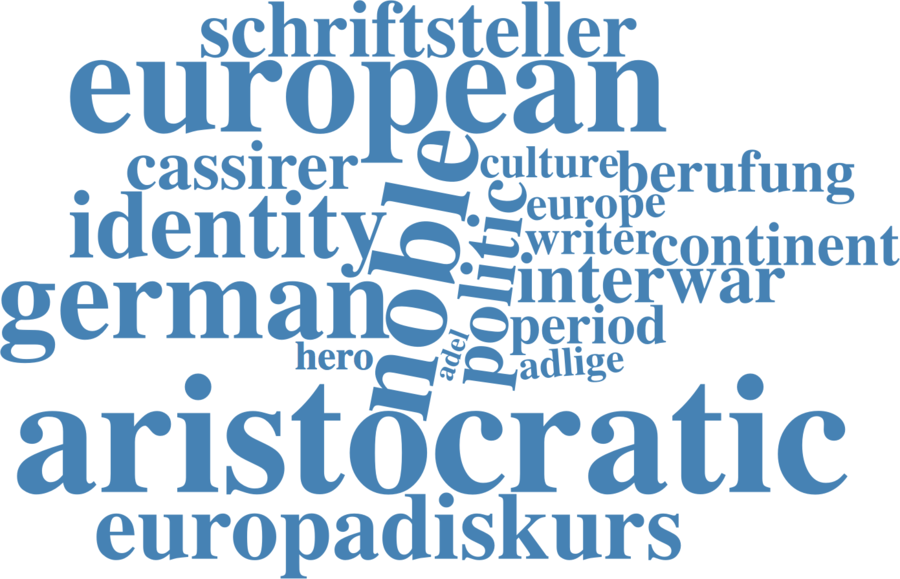 schriftsteller
european
cassirer
noble
culture
berufung
identity
politic
europe
writer
continent
german
interwar
period
hero
adel
adlige
aristocratic
europadiskurs